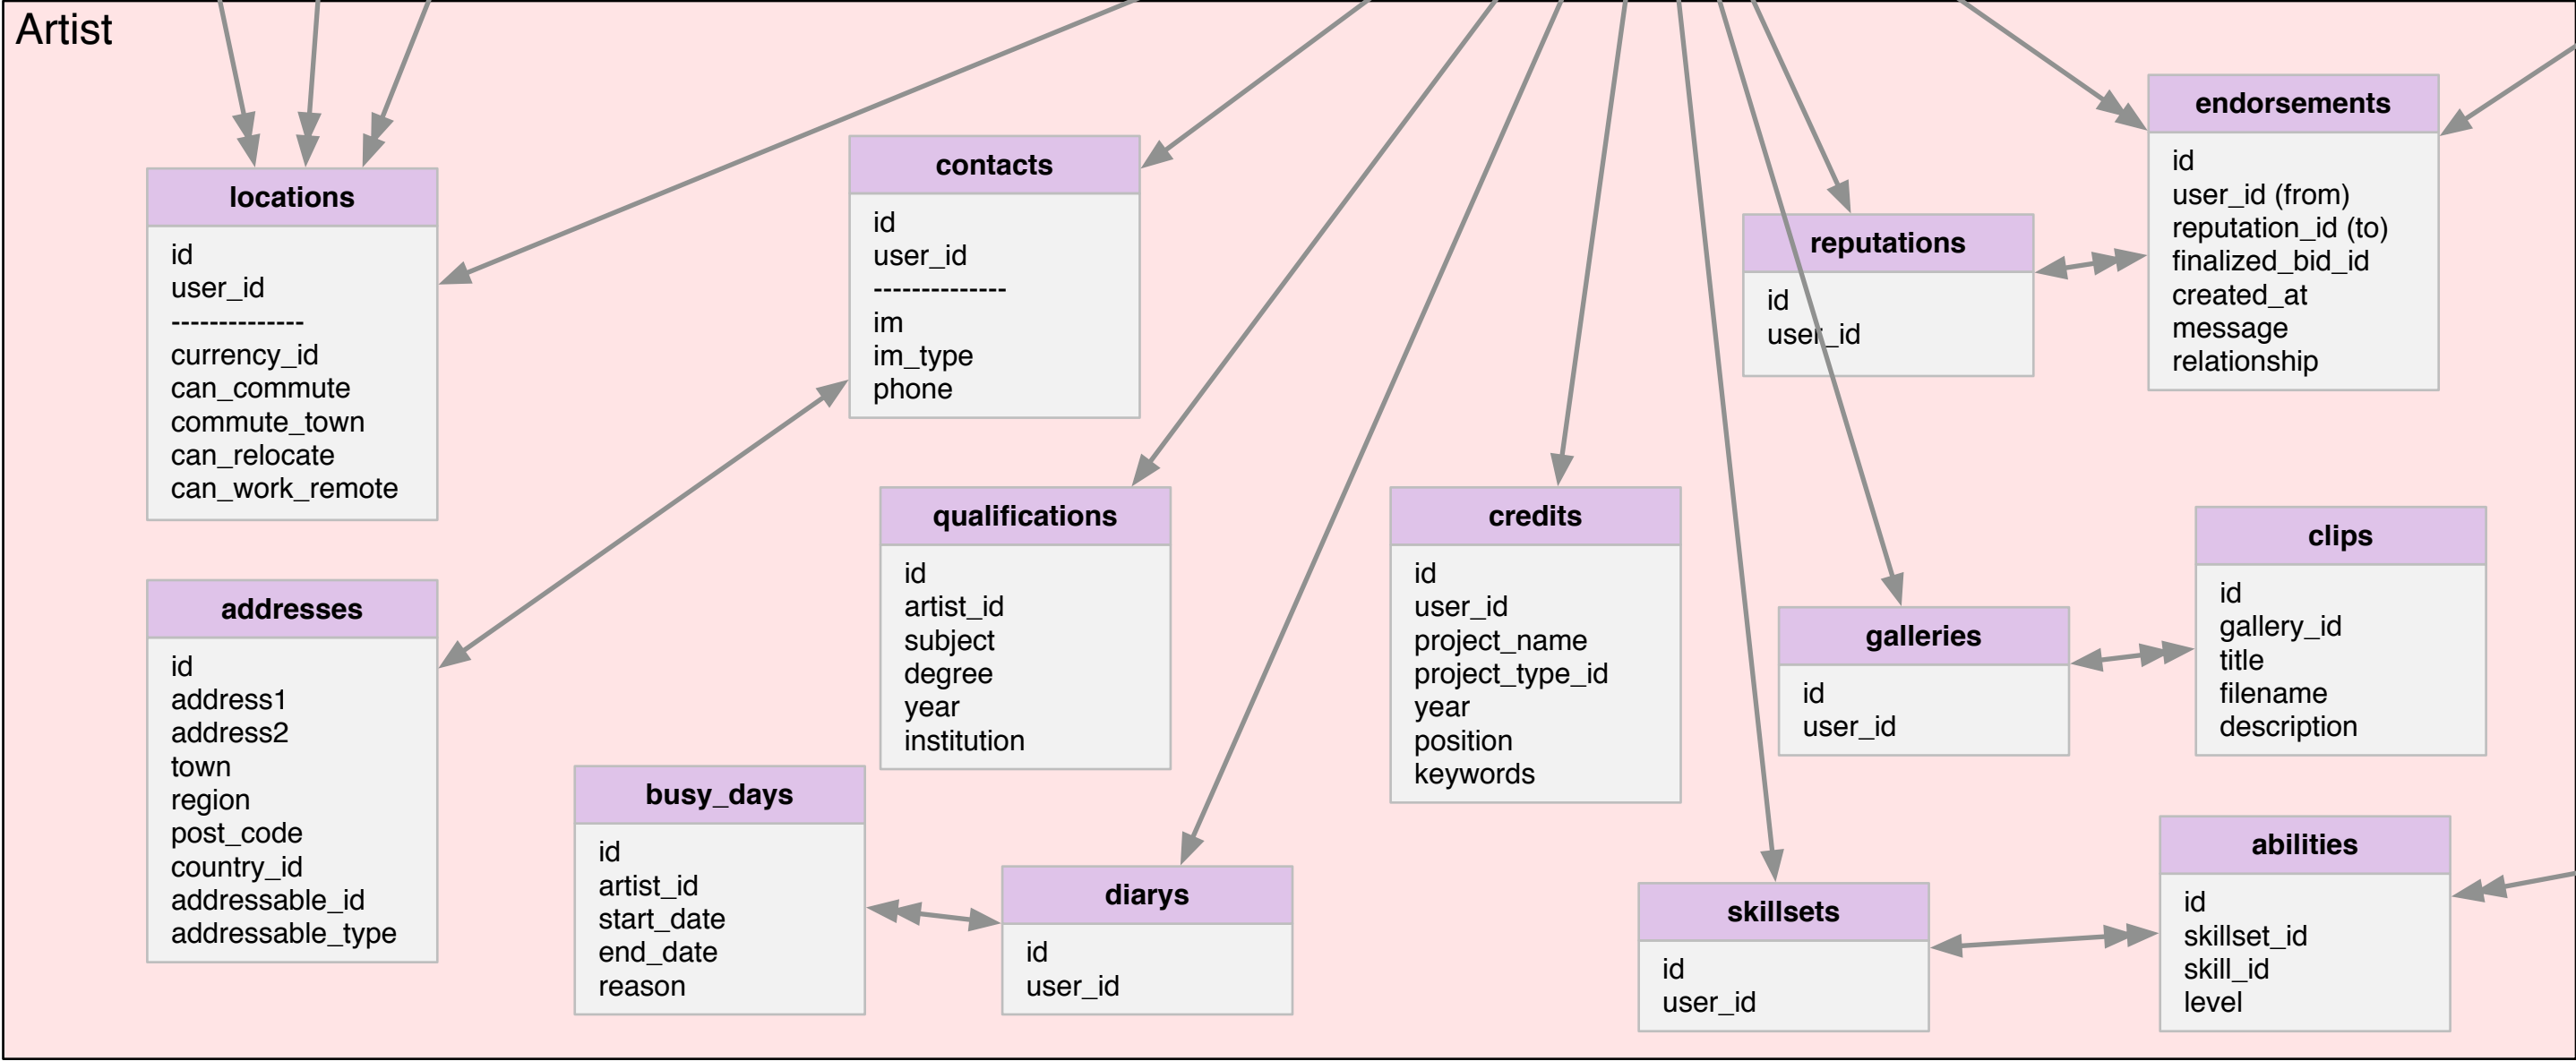 Artist
locations
id
user_id
--------------
currency_id
can_commute
commute_town
can_relocate
can_work_remote
contacts
id
user_id
--------------
im
im_type
phone
reputations
id
user_id
endorsements
id
user_id (from)
reputation_id (to)
finalized_bid_id
created_at
message
relationship
addresses
id
address1
address2
town
region
post_code
country_id
addressable_id
addressable_type
qualifications
id
artist_id
subject
degree
year
institution
credits
id
user_id
project_name
project_type_id
year
position
keywords
galleries
id
user_id
clips
id
gallery_id
title
filename
description
busy_days
id
artist_id
start_date
end_date
reason
diarys
id
user_id
skillsets
id
user_id
abilities
id
skillset_id
skill_id
level